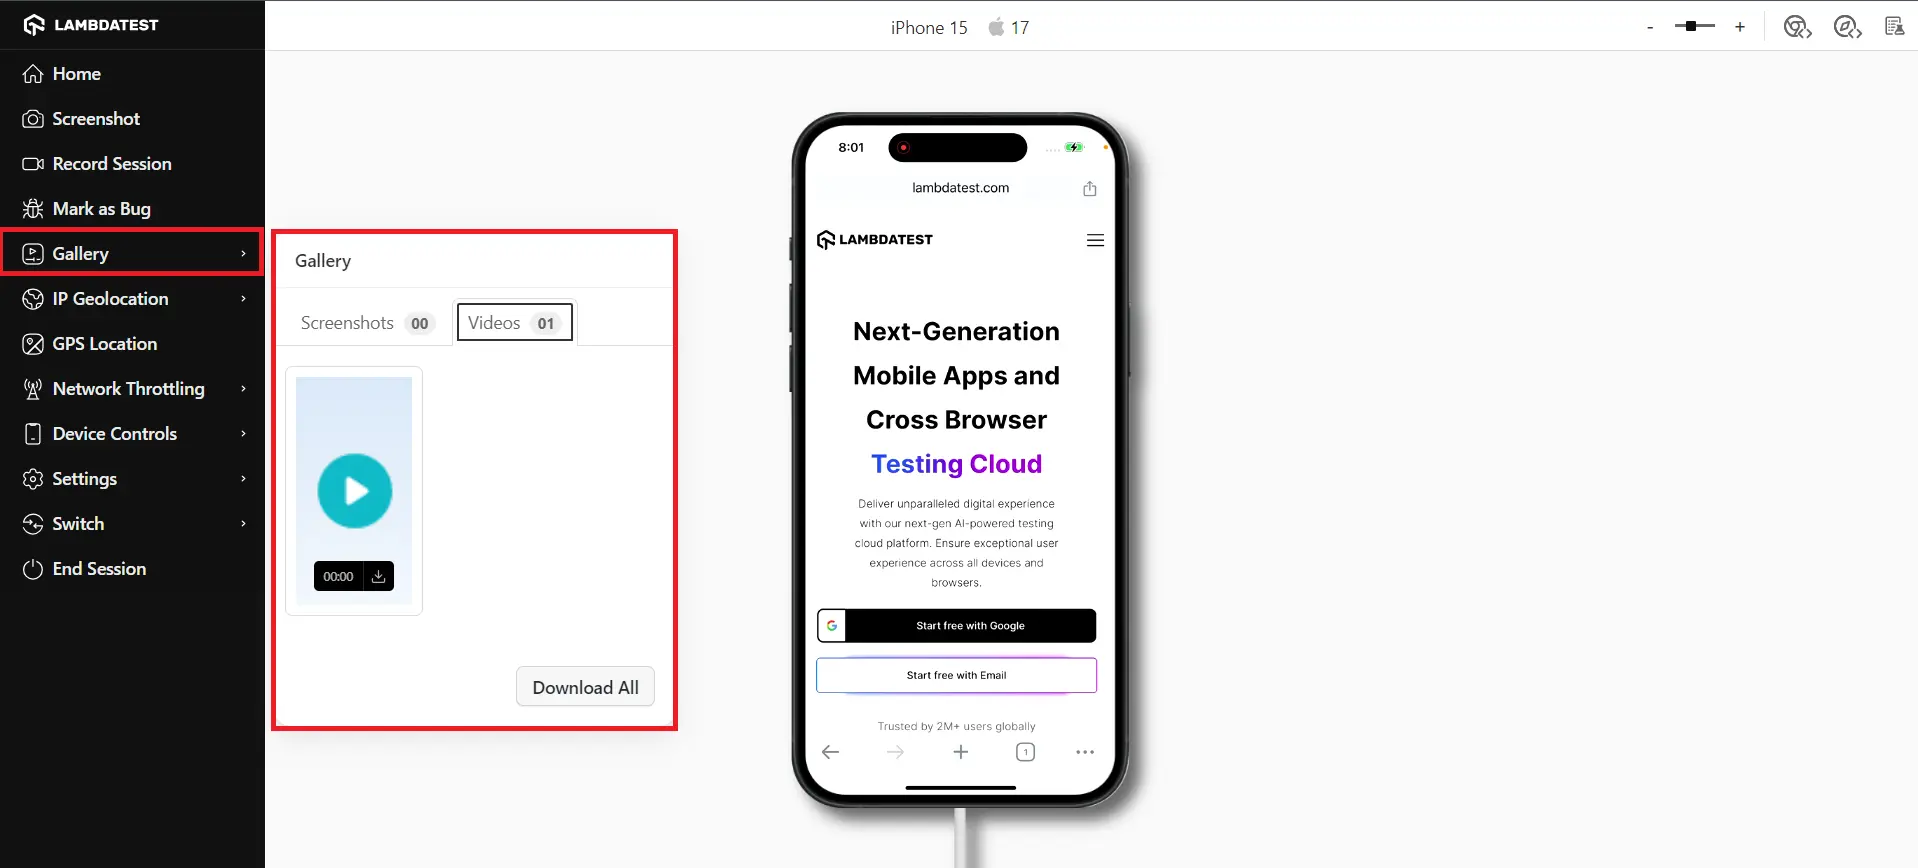 LAMBDATEST
Home
Screenshot
Record Session
Mark as Bug
Gallery
IP Geolocation
GPS Location
Network Throttling
Device Controls
Settings
Switch
End Session
iPhone 15 17
- +
Gallery
Screenshots 00 Videos 01
00:00
Download All
8:01
lambdatest.com
LAMBDATEST
Next-Generation
Mobile Apps and
Cross Browser
Testing Cloud
Deliver unparalleled digital experience
with our next-gen AI-powered testing
cloud platform. Ensure exceptional user
experience across all devices and
browsers.
G Start free with Google
Start free with Email
Trusted by 2M+ users globally
1